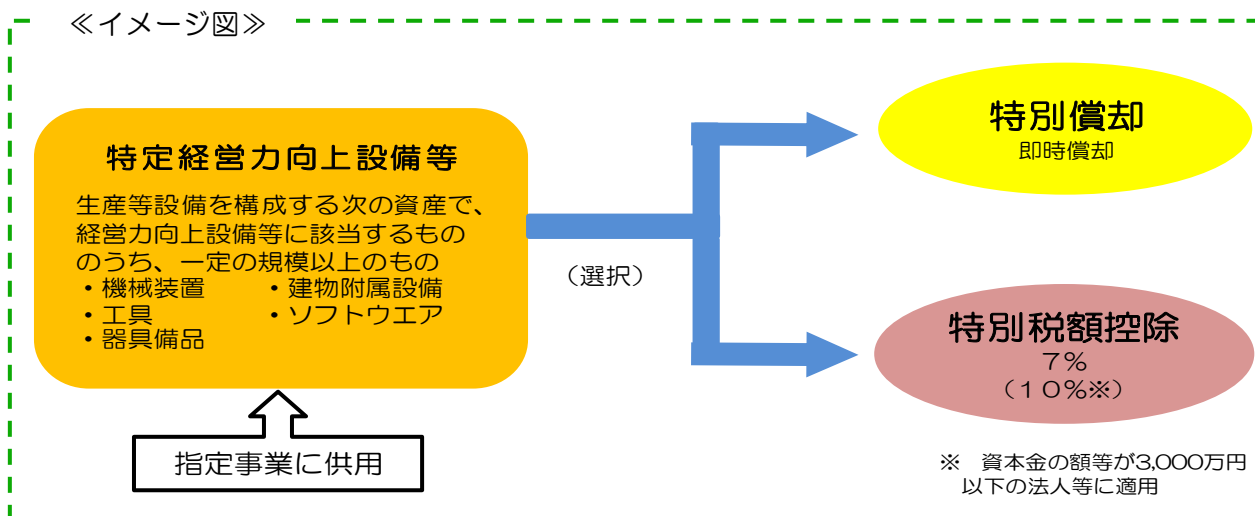 ≪イメージ図≫
特定経営力向上設備等
生産等設備を構成する次の資産で、
経営力向上設備等に該当するもの
のうち、一定の規模以上のもの
・機械装置 ・建物附属設備
・工具 ・ソフトウエア
・器具備品
指定事業に供用
（選択）
特別償却
即時償却
特別税額控除
７％
（１０％※）
※ 資本金の額等が3,000万円
以下の法人等に適用